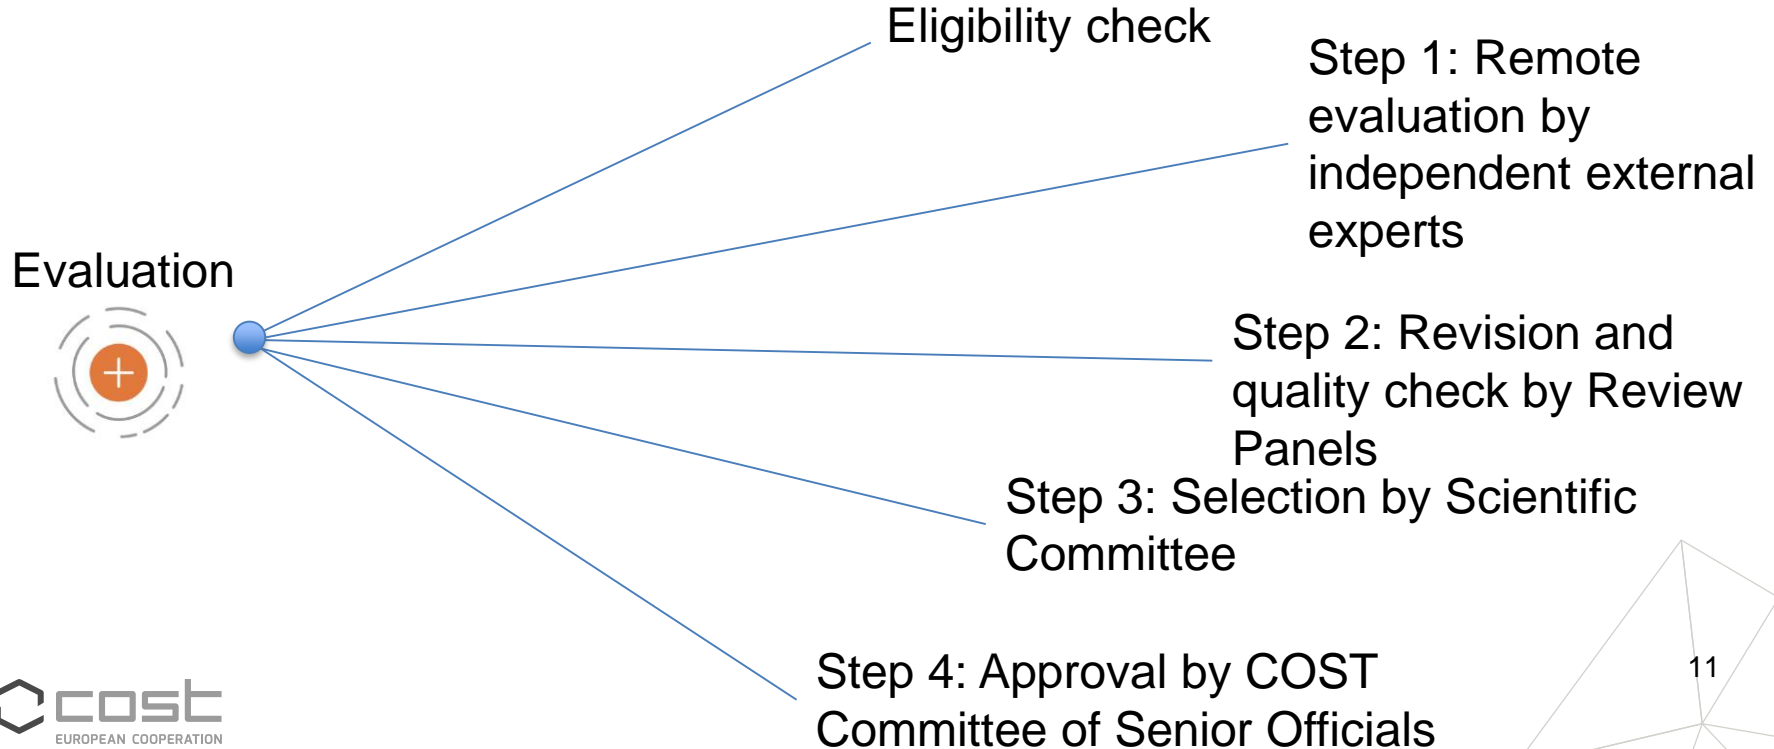 Eligibility check
Step 1: Remote
evaluation by
independent external
experts
Evaluation
Step 2: Revision and
quality check by Review
Panels
Step 3: Selection by Scientific
Committee
Step 4: Approval by COST
Committee of Senior Officials
11
cost
EUROPEAN COOPERATION